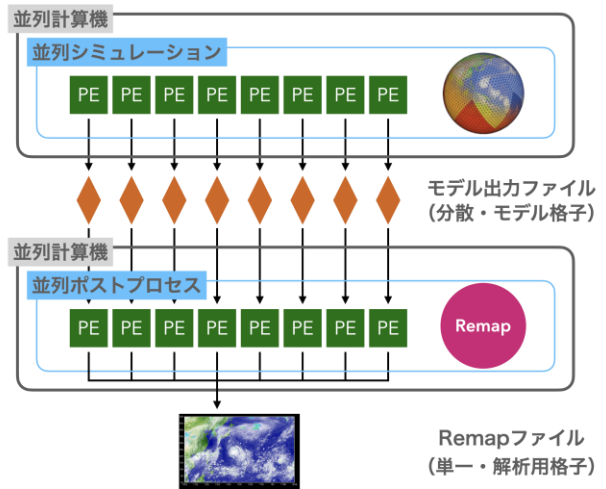 並列計算機
並列シミュレーション
PE PE PE PE PE PE PE PE
モデル出力ファイル
（分散・モデル格子）
並列計算機
並列ポストプロセス
PE PE PE PE PE PE PE PE
Remap
Remapファイル
（単一・解析用格子）